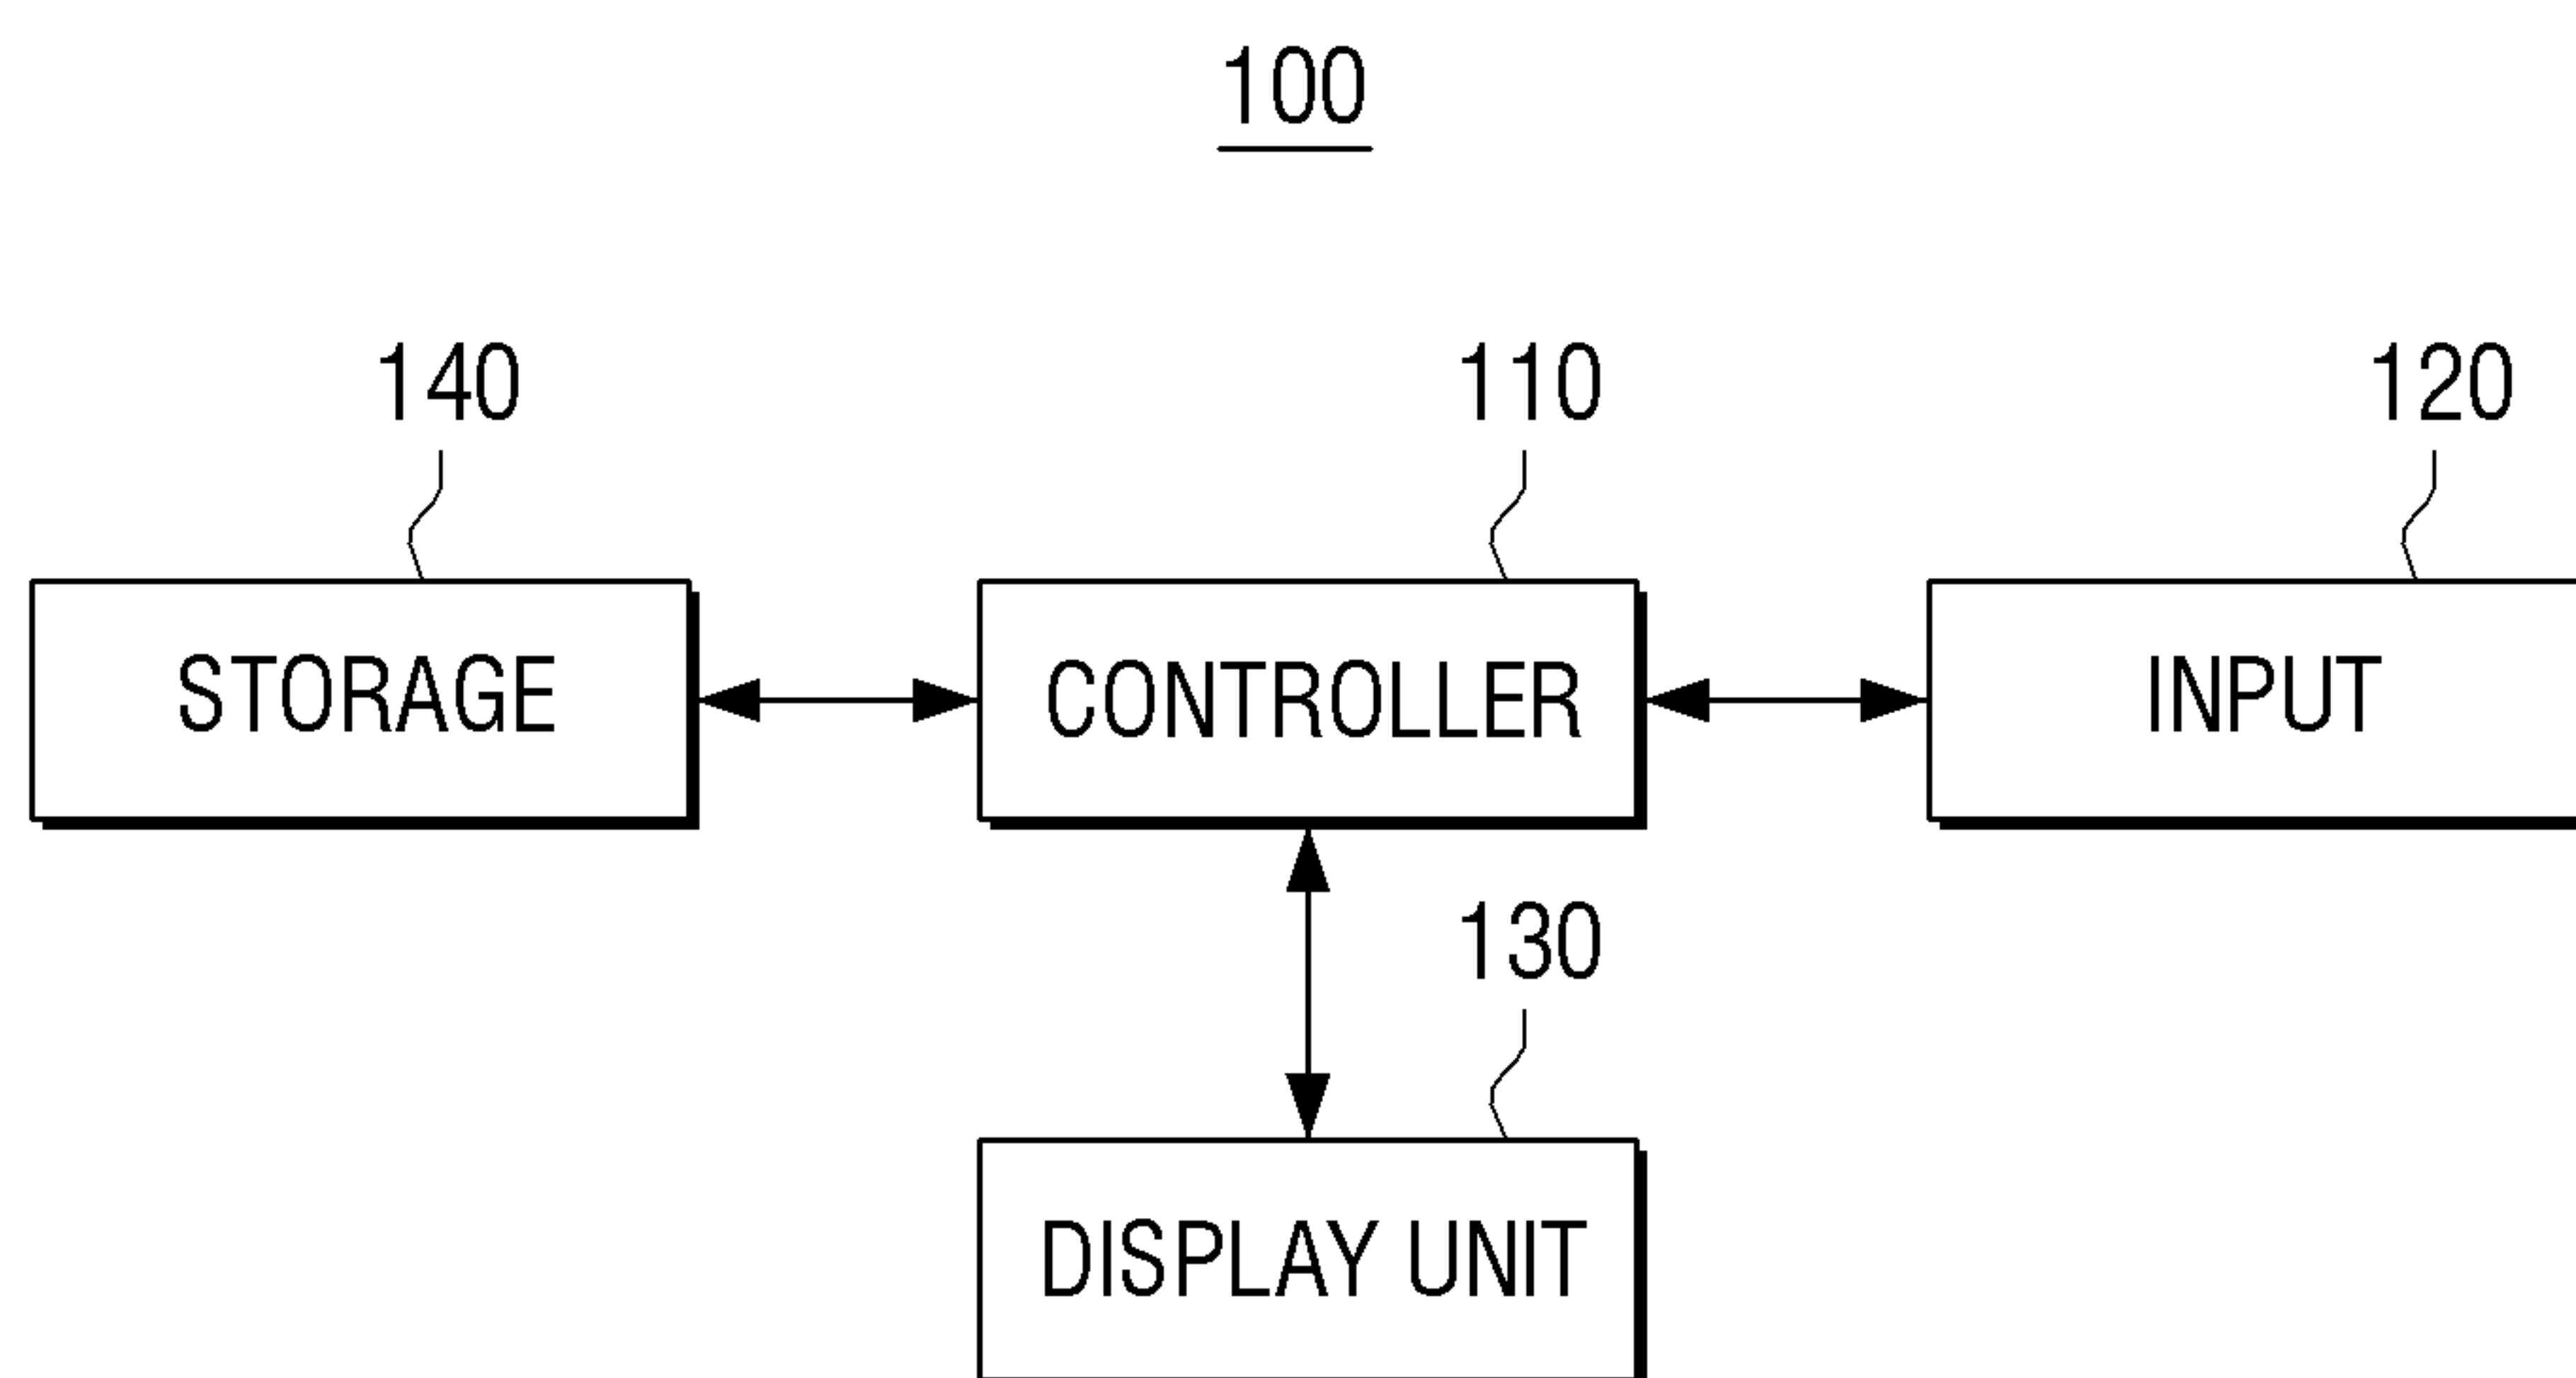 100
140
110
120
STORAGE
CONTROLLER
INPUT
130
DISPLAY UNIT